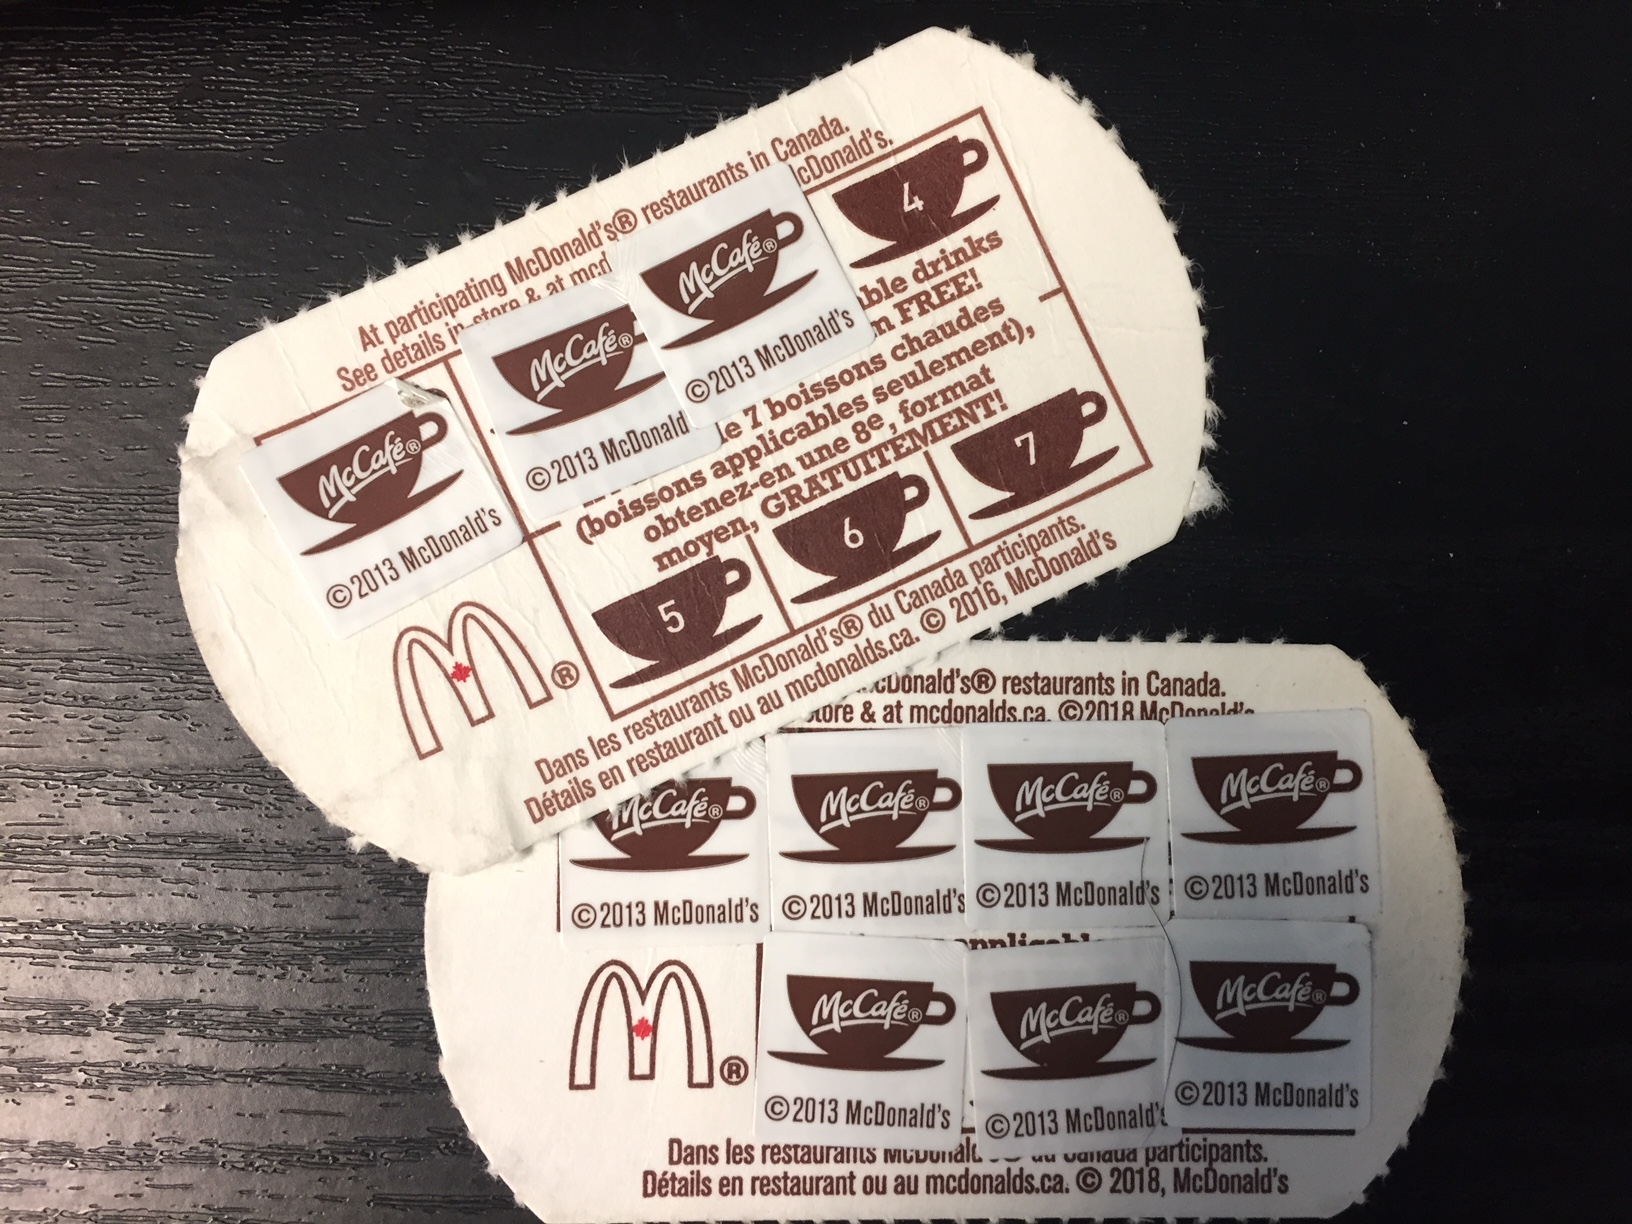 At participating McDonald's® restaurants in Canada.
See details in-store & at
McDonald's.
McCafé®
©2013 McDonald's
McCafé®
©2013 McDonald
McCafé®
©2013 McDonald's
4
drinks
FREE!
7 boissons chaudes
(boissons applicables seulement),
obtenez-en une 8e, format
moyen, GRATUITEMENT!
5
6
7
®
Dans les restaurants McDonald's® du Canada participants.
Détails en restaurant ou au mcdonalds.ca. © 2016, McDonald's
McDonald's® restaurants in Canada.
store & at mcdonalds.ca. ©2018 McDonald's
McCafé®
©2013 McDonald's
McCafé®
©2013 McDonald's
McCafé®
©2013 McDonald's
McCafé®
©2013 McDonald's
®
McCafé®
©2013 McDonald's
McCafé®
©2013 McDonald's
McCafé®
©2013 McDonald's
Dans les restaurants McDonald's® du Canada participants.
Détails en restaurant ou au mcdonalds.ca. © 2018, McDonald's